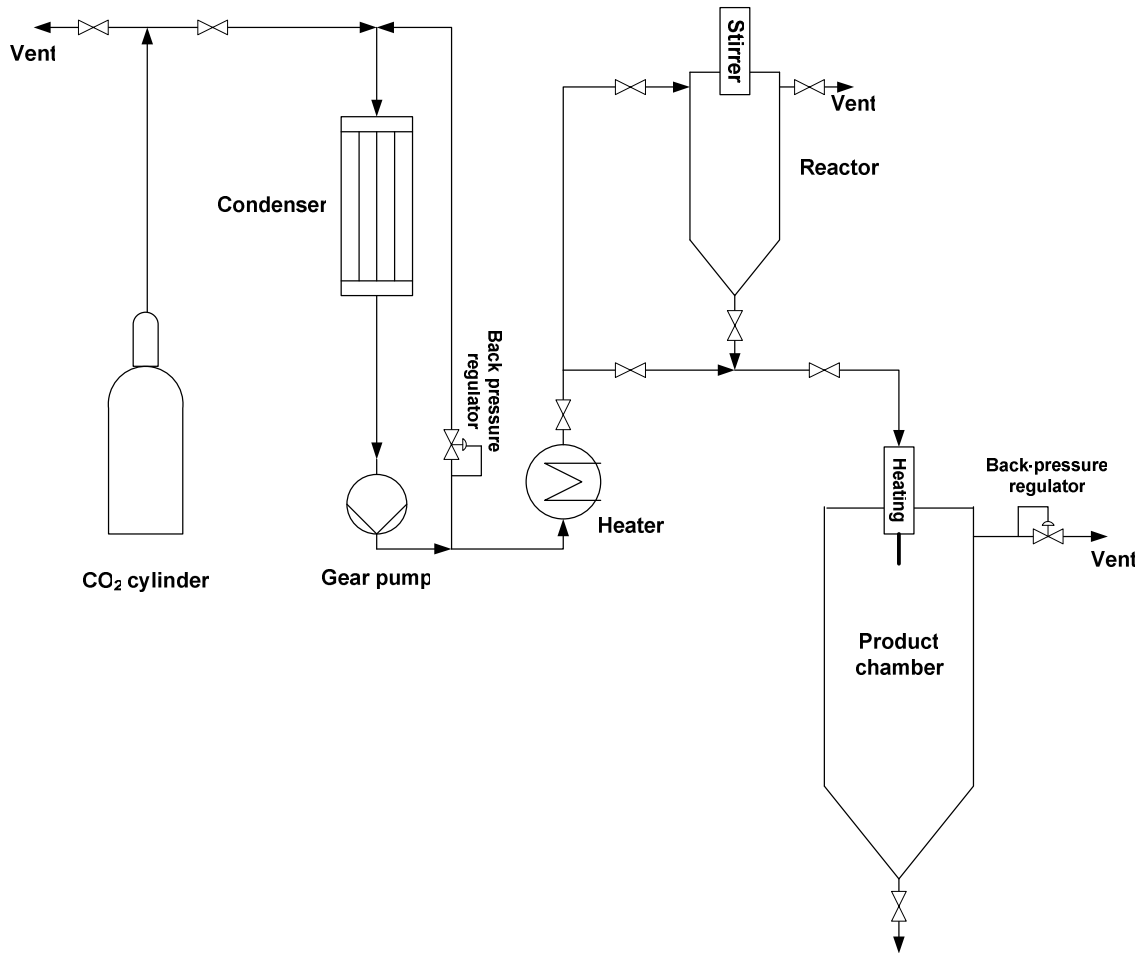 Vent
Stirrer
Vent
Reactor
Condenser
Back pressure
regulator
Heater
Heating
Back-pressure
regulator
Vent
CO₂ cylinder
Gear pump
Product
chamber